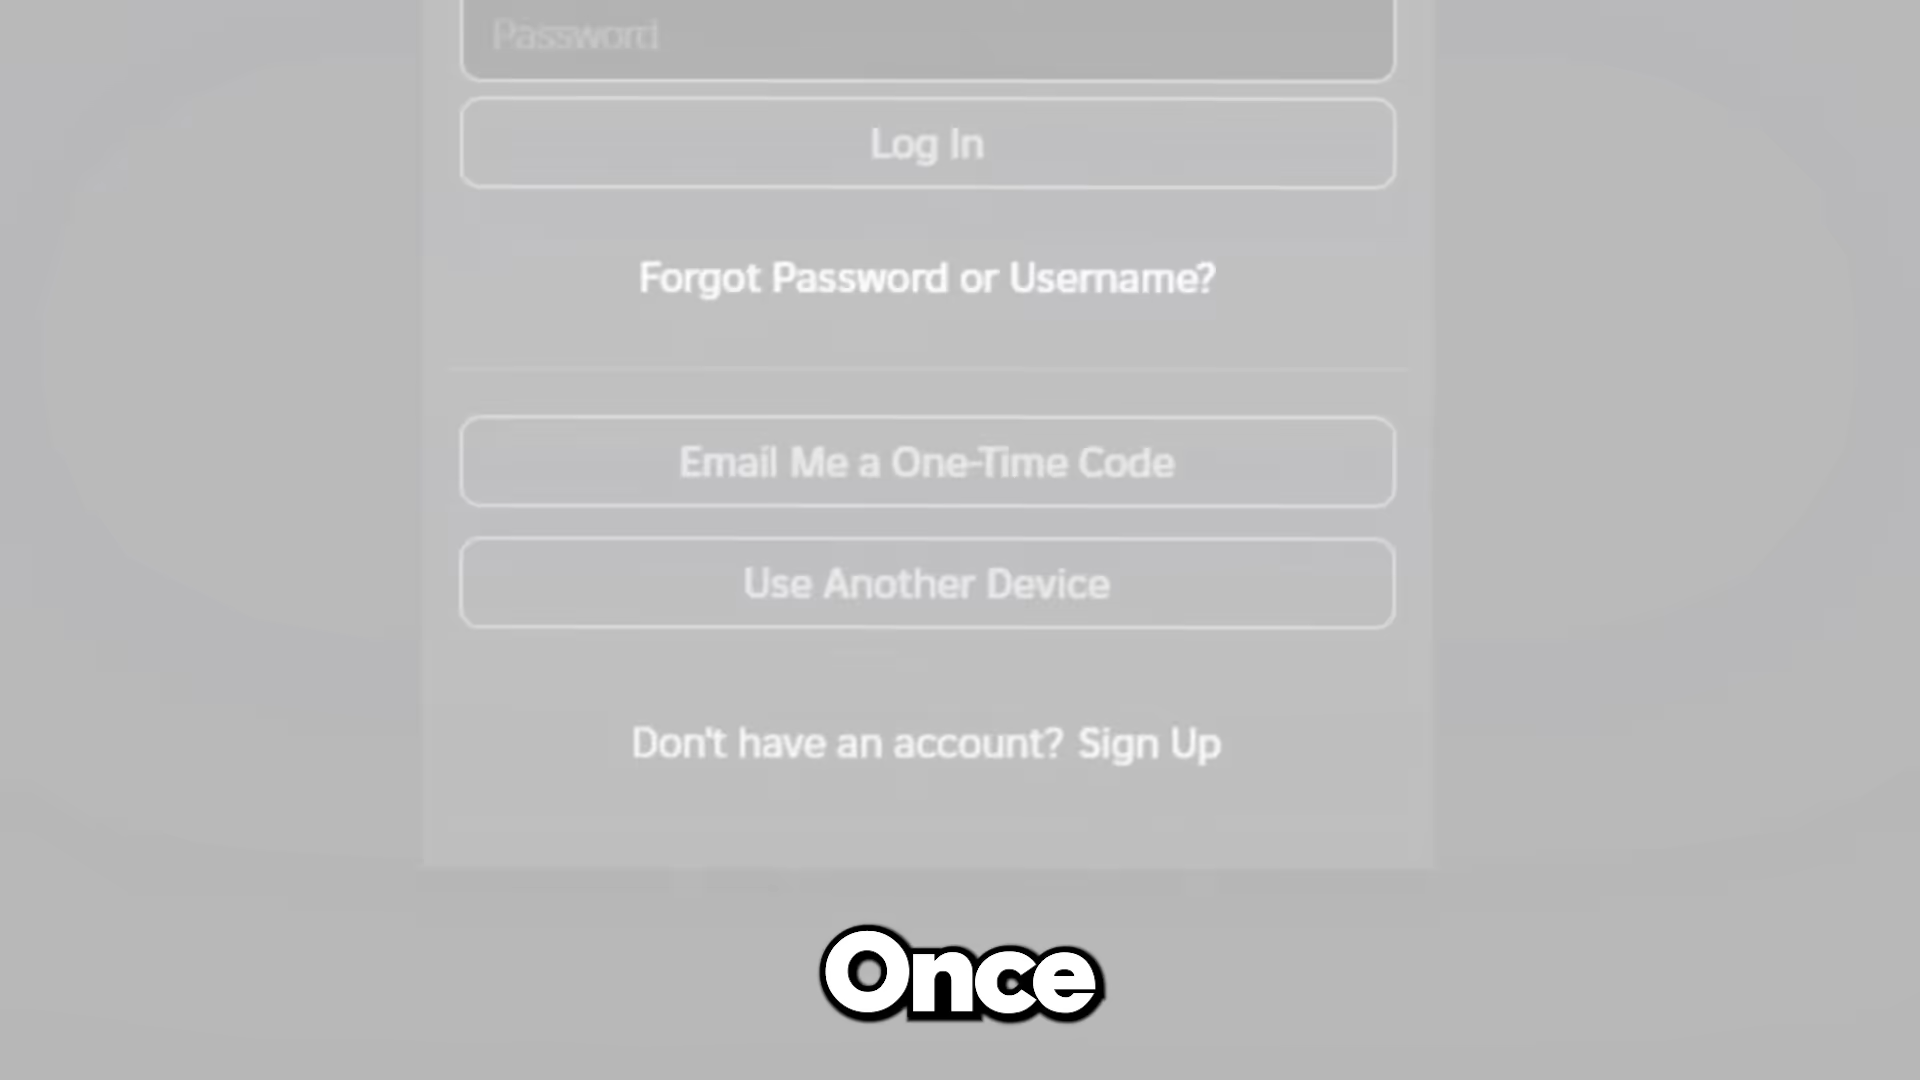 Password
Log In
Forgot Password or Username?
Email Me a One-Time Code
Use Another Device
Don't have an account? Sign Up
Once